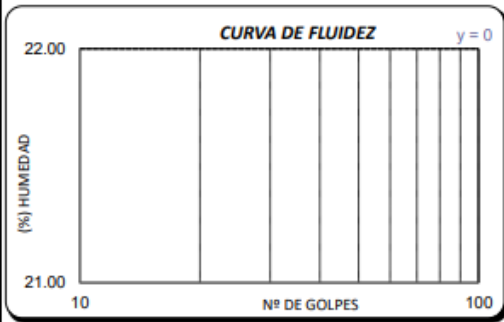 CURVA DE FLUIDEZ
y = 0
22.00
(%) HUMEDAD
21.00
10
Nº DE GOLPES
100